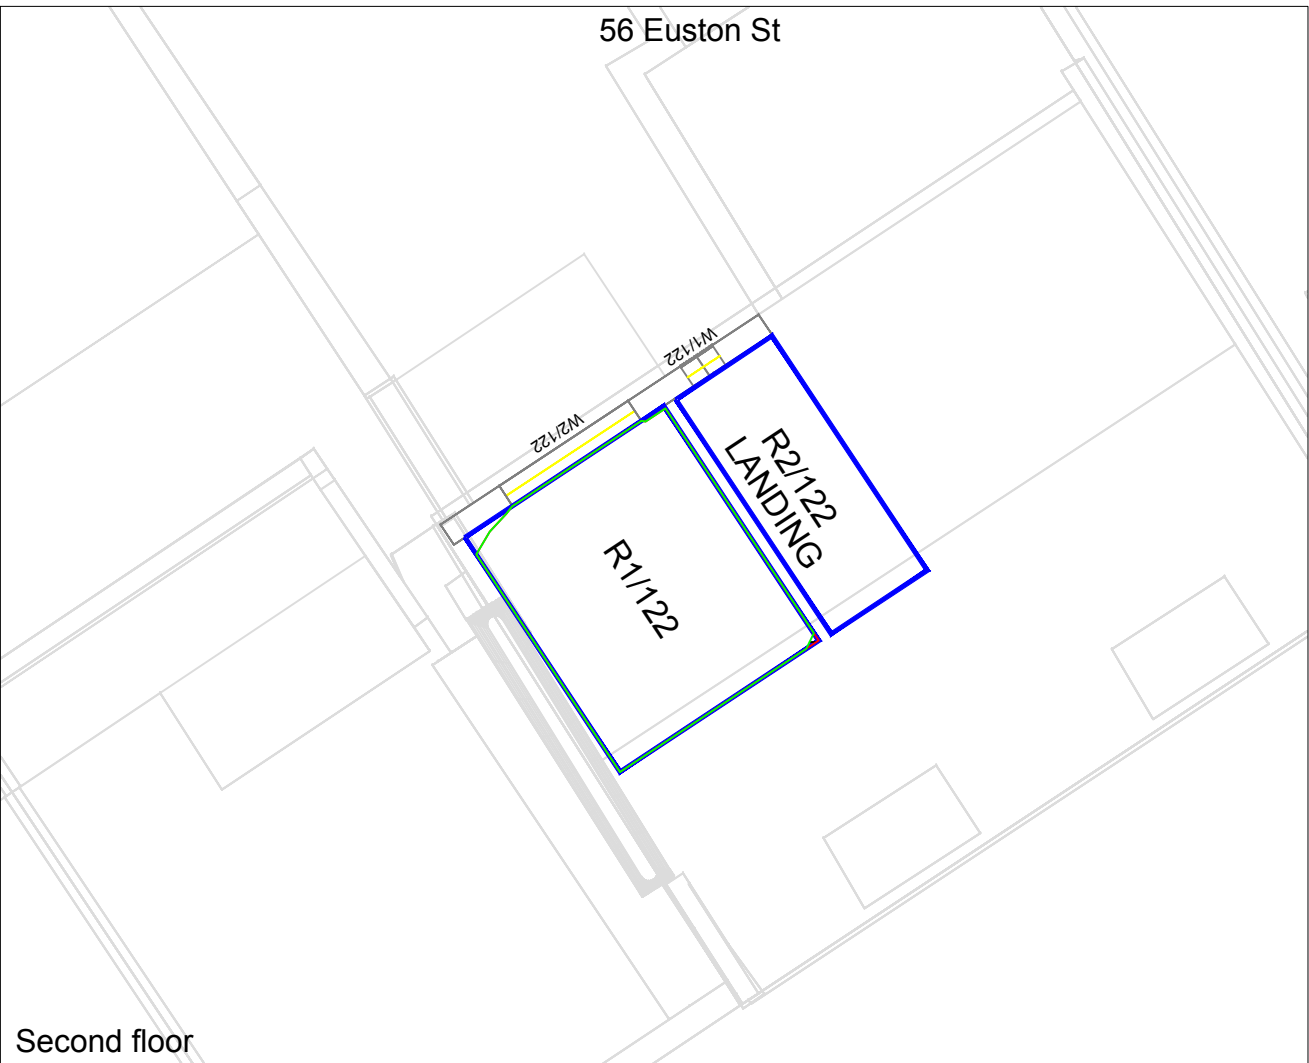 56 Euston St
W1/122
W2/122
R2/122
LANDING
R1/122
Second floor